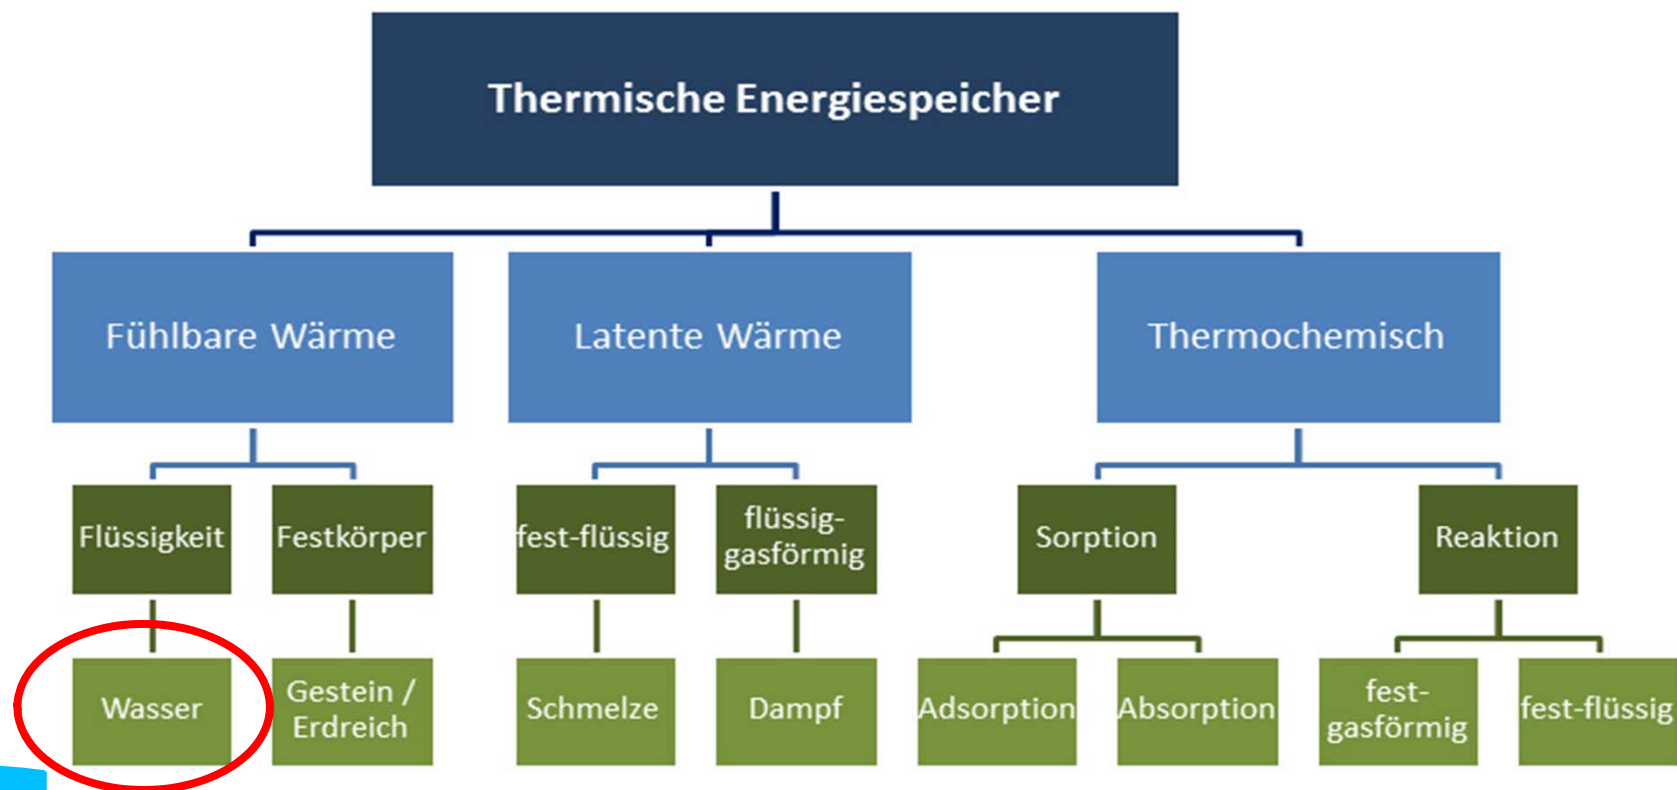 Thermische Energiespeicher
Fühlbare Wärme
Latente Wärme
Thermochemisch
Flüssigkeit
Festkörper
fest-flüssig
flüssig-
gasförmig
Sorption
Reaktion
Wasser
Gestein /
Erdreich
Schmelze
Dampf
Adsorption
Absorption
fest-
gasförmig
fest-flüssig